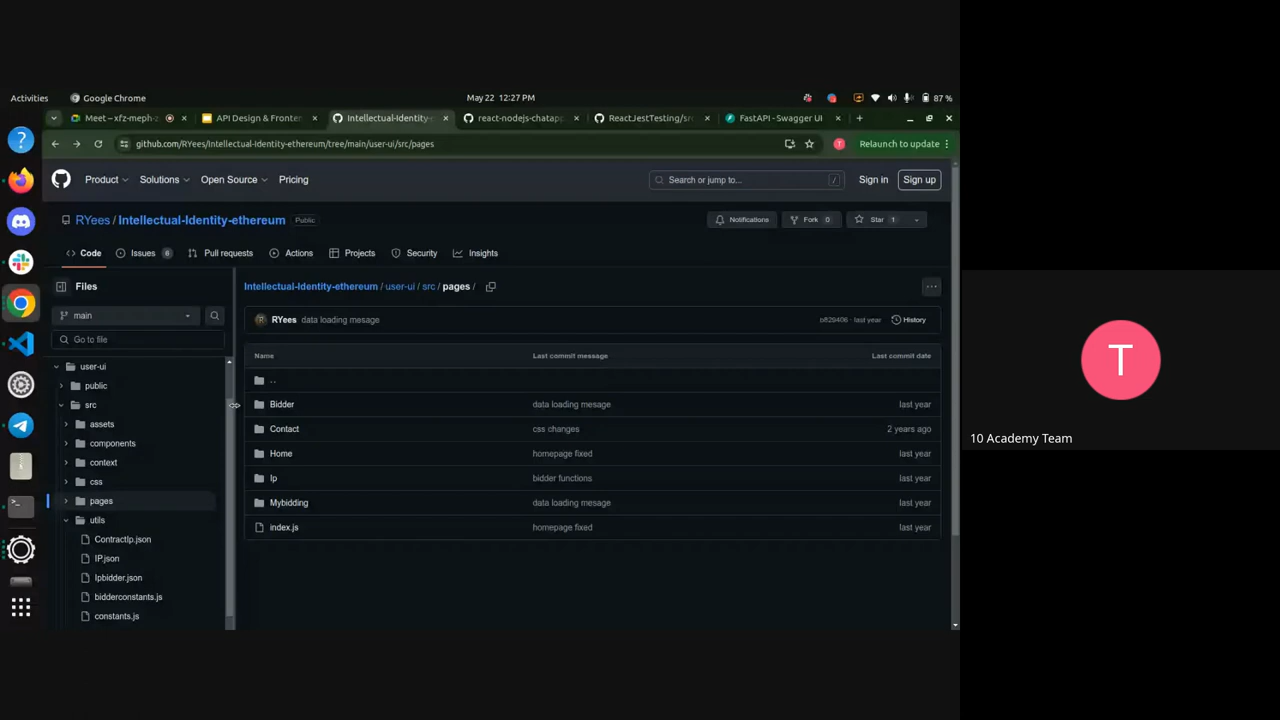 Activities
Google Chrome
May 22 12:27 PM
87 %
Meet – xfz-meph-z
API Design & Fronter
Intellectual-Identity-
react-nodejs-chatapp
ReactJestTesting/src
FastAPI - Swagger UI
github.com/RYees/Intellectual-Identity-ethereum/tree/main/user-ui/src/pages
Relaunch to update
Product
Solutions
Open Source
Pricing
Search or jump to...
/
Sign in
Sign up
RYees / Intellectual-Identity-ethereum
Public
Notifications
Fork 0
Star 1
Code
Issues 6
Pull requests
Actions
Projects
Security
Insights
Files
main
Go to file
user-ui
public
src
assets
components
context
css
pages
utils
ContractIp.json
IP.json
Ipbidder.json
bidderconstants.js
constants.js
Intellectual-Identity-ethereum / user-ui / src / pages /
RYees data loading mesage
b829406 · last year
History
Name
Last commit message
Last commit date
..
Bidder
data loading mesage
last year
Contact
css changes
2 years ago
Home
homepage fixed
last year
Ip
bidder functions
last year
Mybidding
data loading mesage
last year
index.js
homepage fixed
last year
T
10 Academy Team